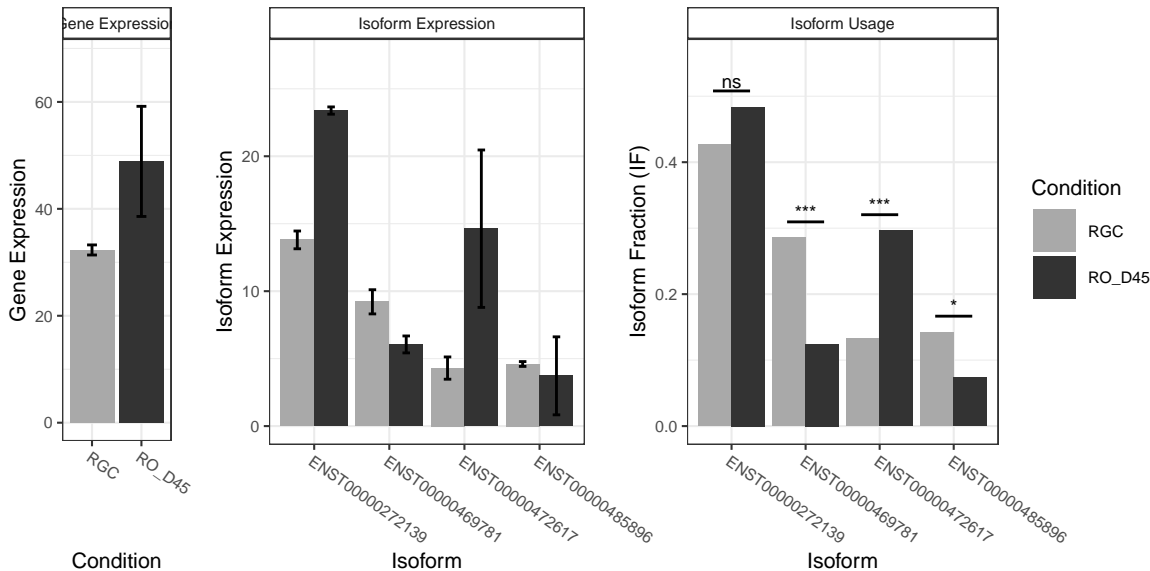 Gene Expression
Isoform Expression
Isoform Usage
Gene Expression
60
40
20
0
RGC
RO_D45
Condition
Isoform Expression
20
10
0
ENST00000272139
ENST00000469781
ENST00000472617
ENST00000485896
Isoform
Isoform Fraction (IF)
0.4
0.2
0.0
ns
***
***
*
ENST00000272139
ENST00000469781
ENST00000472617
ENST00000485896
Isoform
Condition
RGC
RO_D45